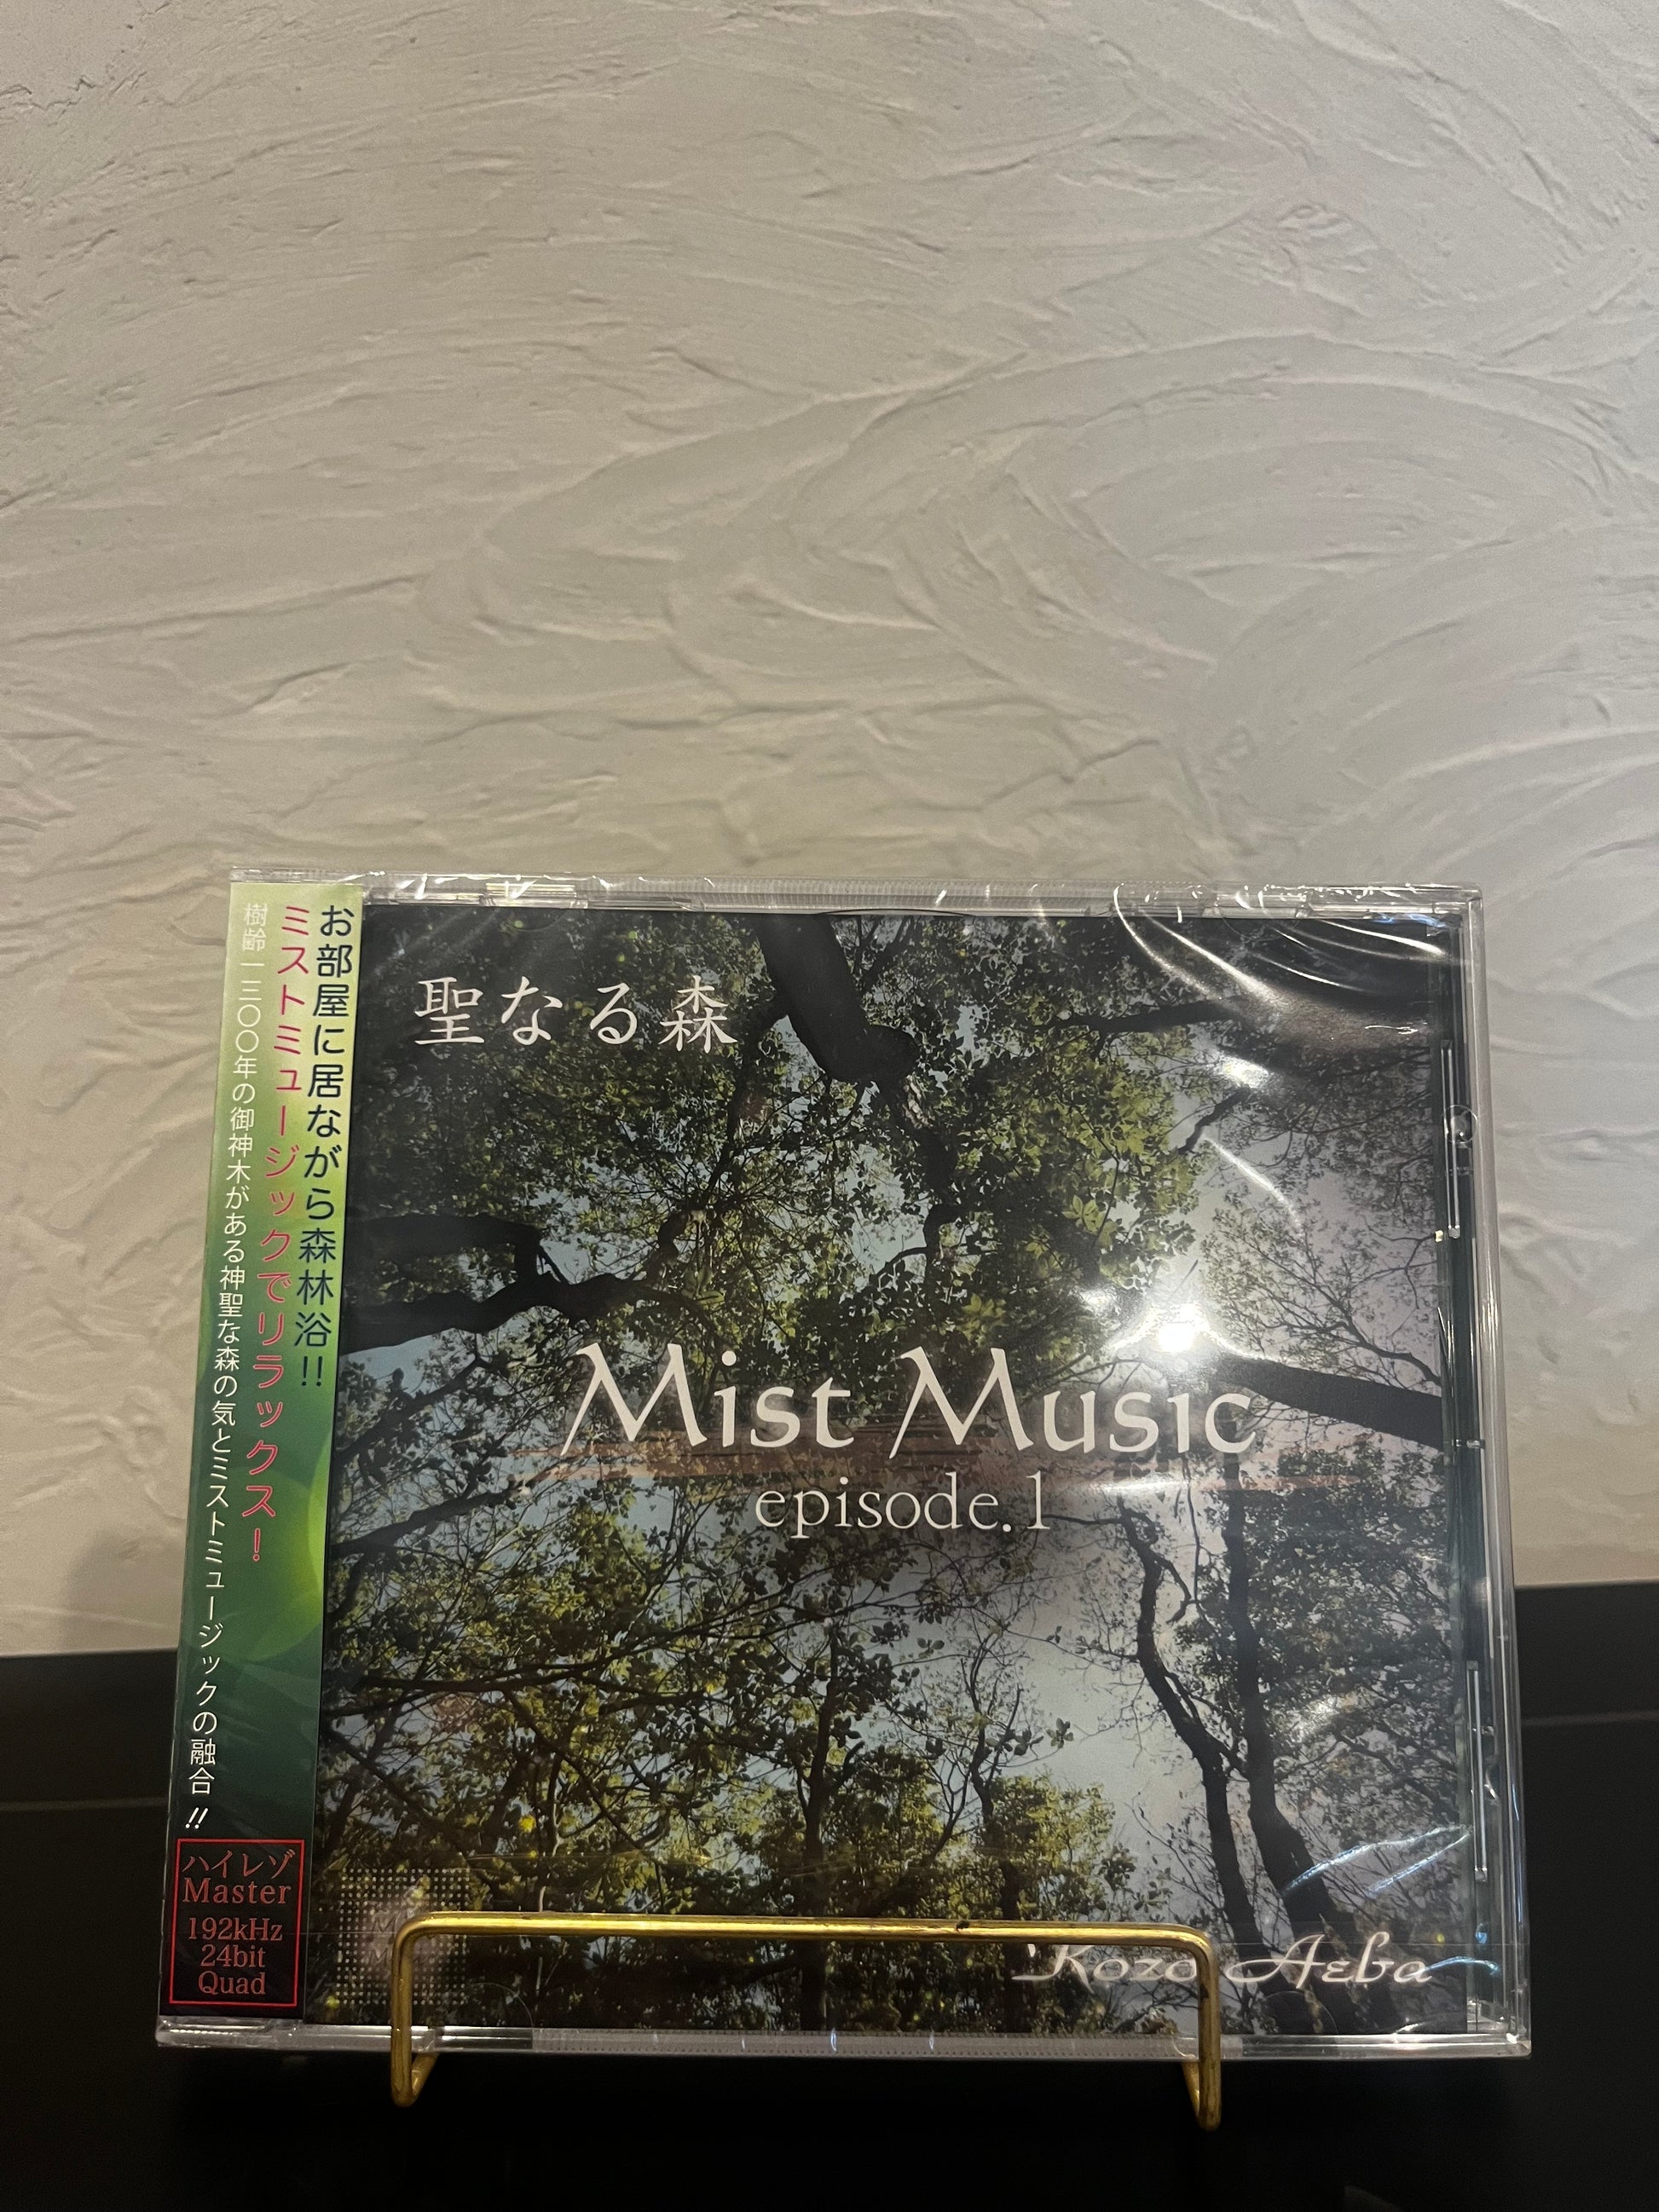 聖なる森
Mist Music
episode.1
Kozo Aeba
お部屋に居ながら森林浴!!
ミストミュージックでリラックス!
樹齢一三〇〇年の御神木がある神聖な森の気とミストミュージックの融合!!
ハイレゾ
Master
192kHz
24bit
Quad